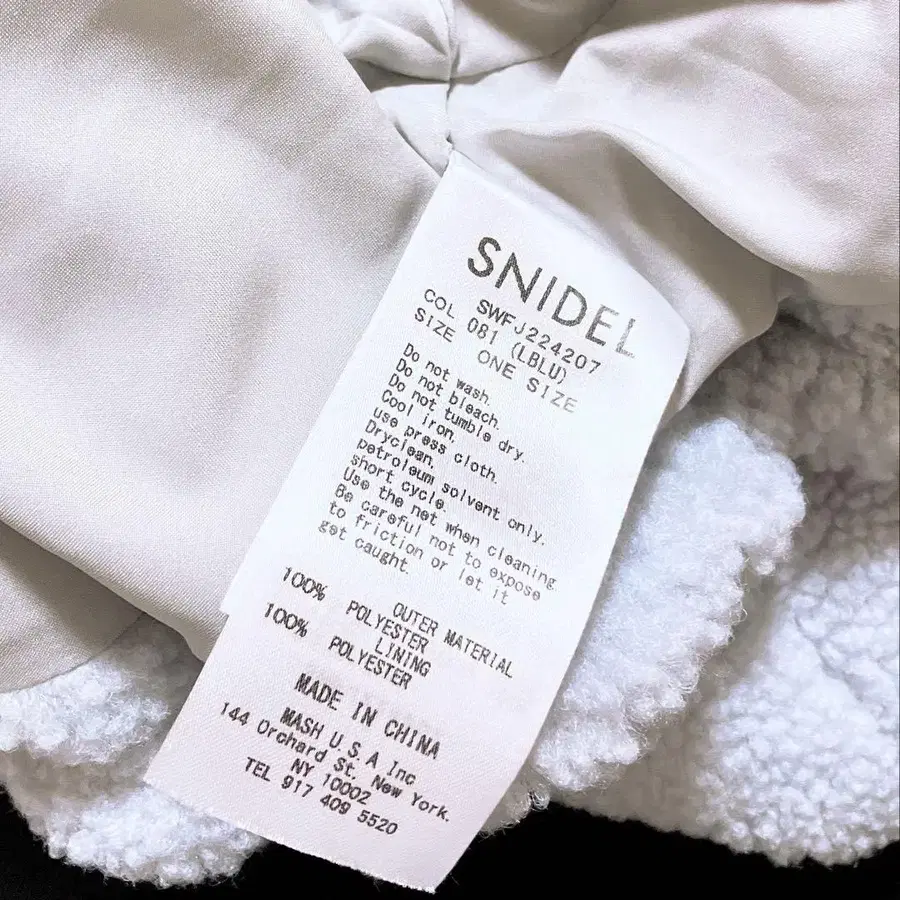 SNIDEL
SWFJ224207
COL 081 (LBLU)
SIZE ONE SIZE
Do not wash.
Do not bleach.
Do not tumble dry.
Cool iron.
use press cloth.
Dryclean.
petroleum solvent only.
short cycle.
Use the net when cleaning
Be careful not to expose
to friction or let it
get caught.
OUTER MATERIAL
100% POLYESTER
LINING
100% POLYESTER
MADE IN CHINA
MASH U.S.A Inc
144 Orchard St. New York.
NY 10002
TEL 917 409 5520